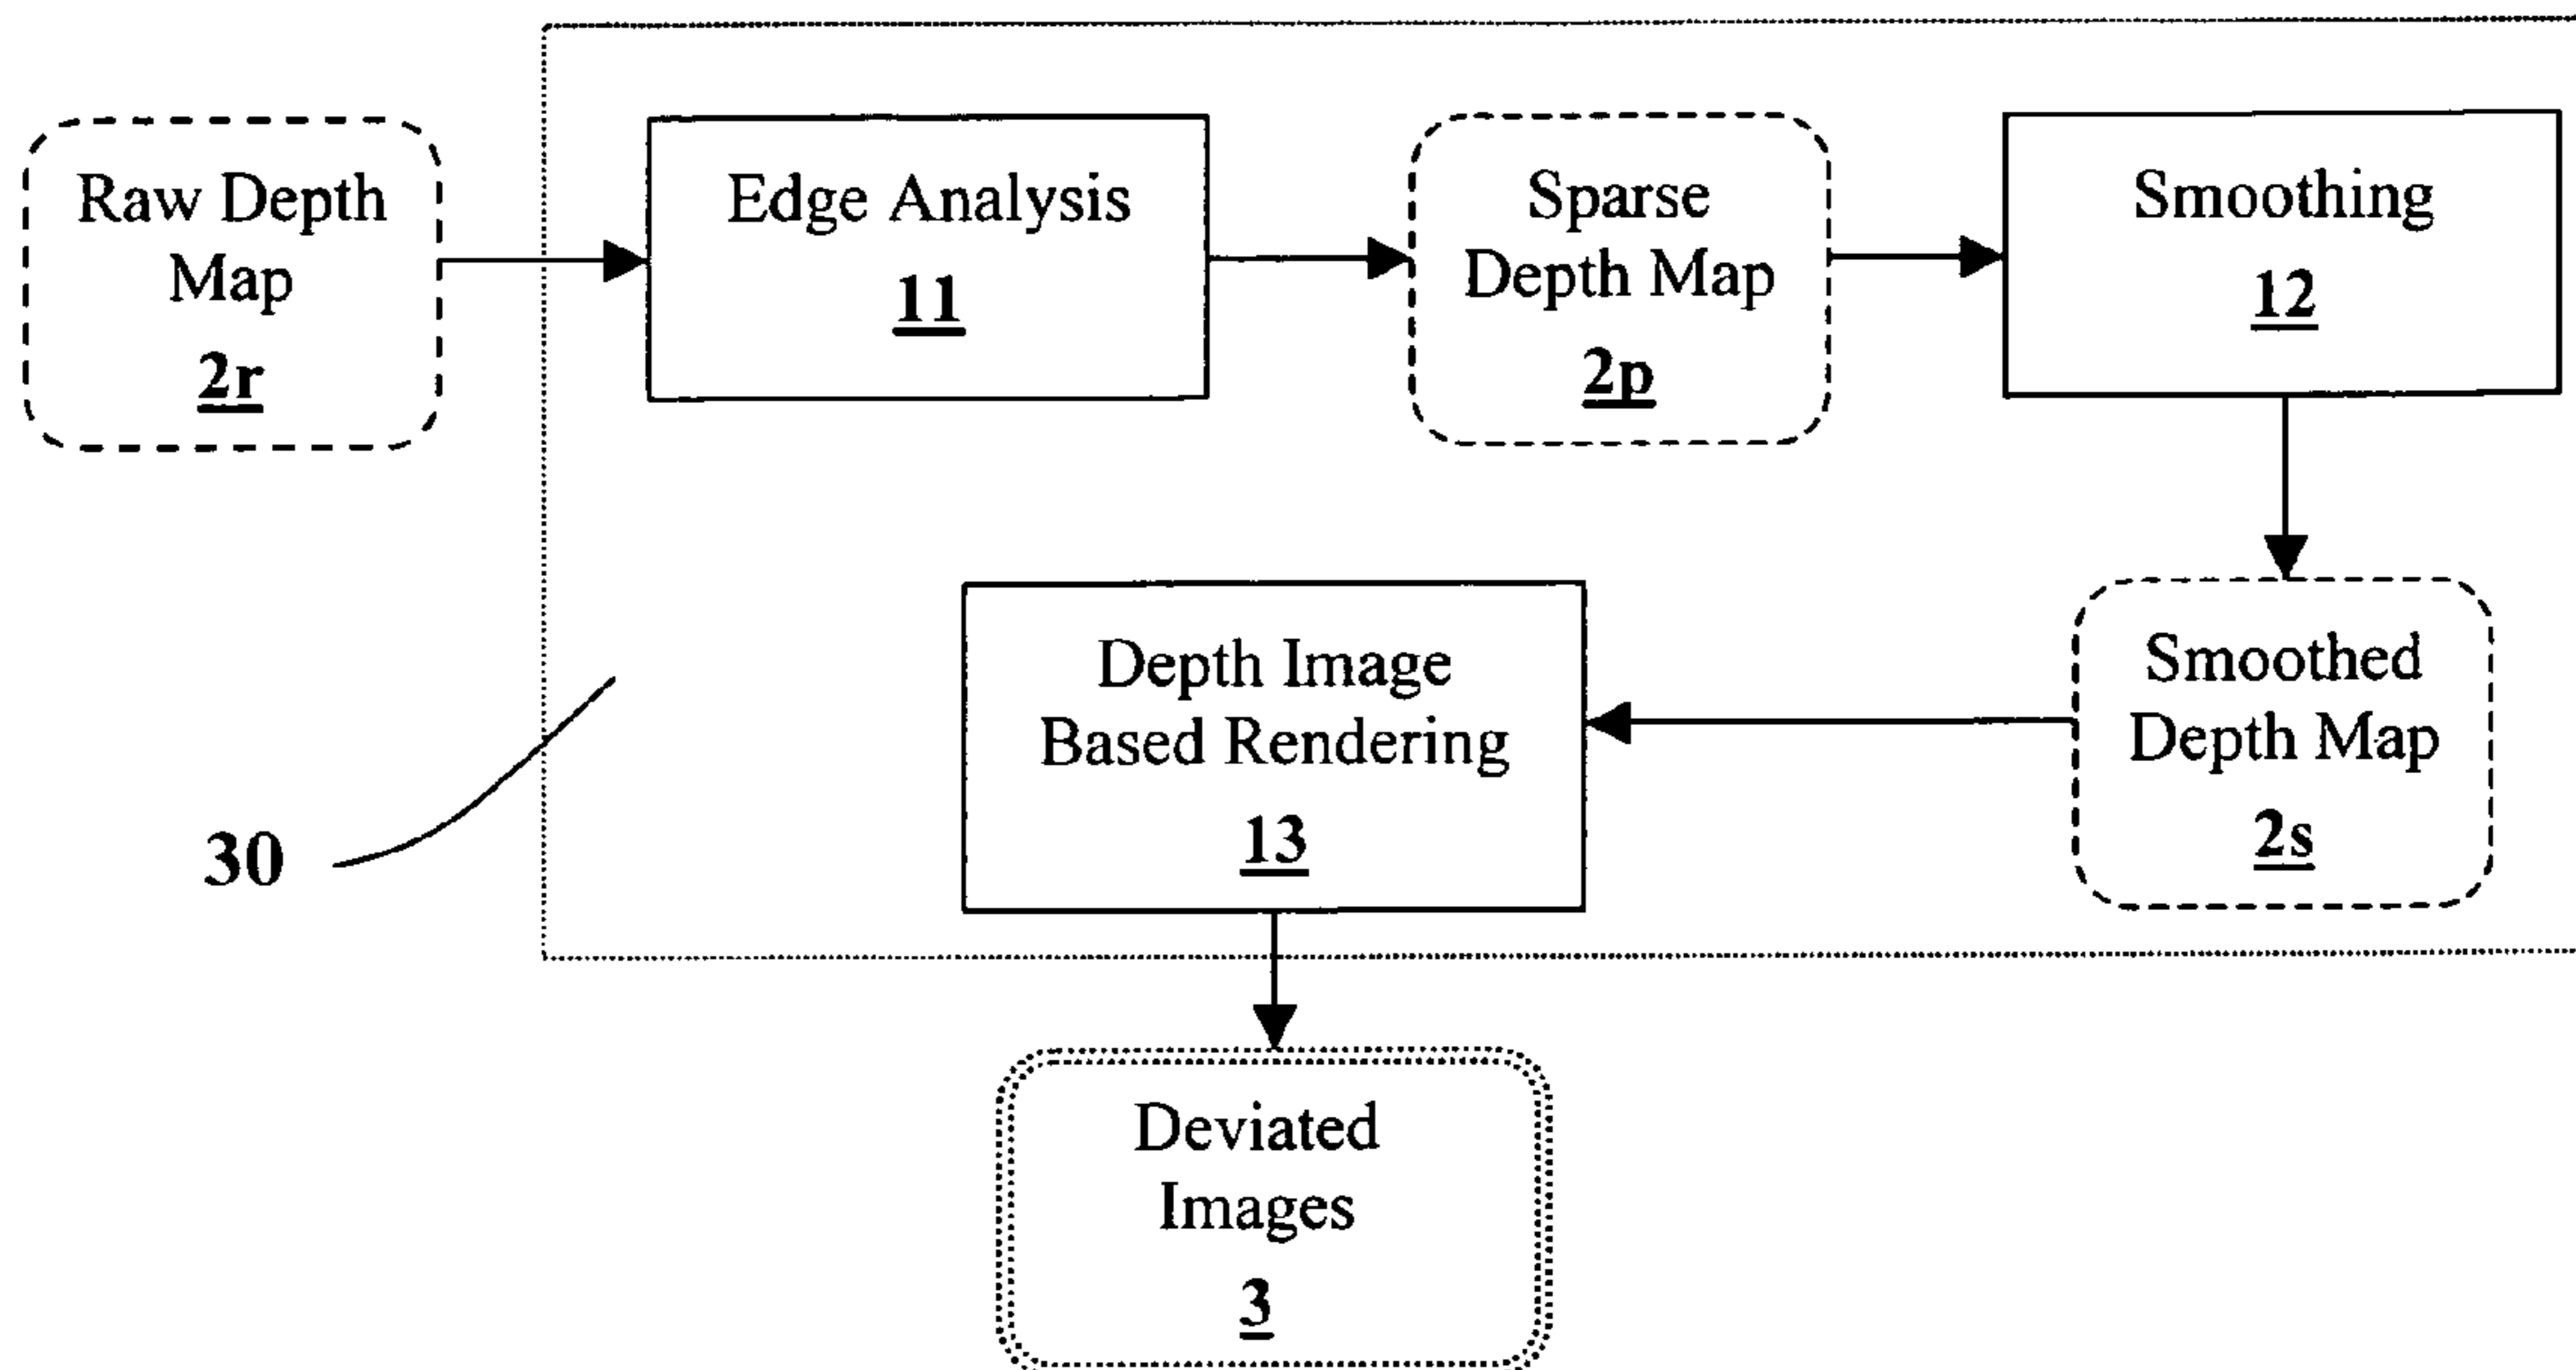 Raw Depth
Map
2r
Edge Analysis
11
Sparse
Depth Map
2p
Smoothing
12
Depth Image
Based Rendering
13
Smoothed
Depth Map
2s
30
Deviated
Images
3